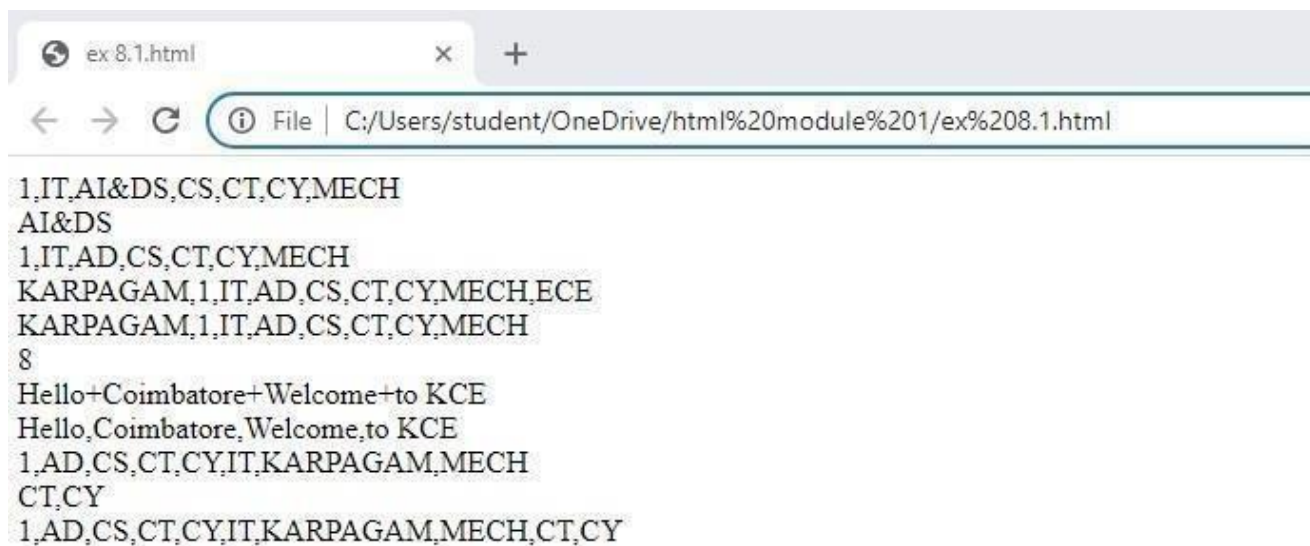 ex 8.1.html
File | C:/Users/student/OneDrive/html%20module%201/ex%208.1.html
1,IT,AI&DS,CS,CT,CY,MECH
AI&DS
1,IT,AD,CS,CT,CY,MECH
KARPAGAM,1,IT,AD,CS,CT,CY,MECH,ECE
KARPAGAM,1,IT,AD,CS,CT,CY,MECH
8
Hello+Coimbatore+Welcome+to KCE
Hello,Coimbatore,Welcome,to KCE
1,AD,CS,CT,CY,IT,KARPAGAM,MECH
CT,CY
1,AD,CS,CT,CY,IT,KARPAGAM,MECH,CT,CY